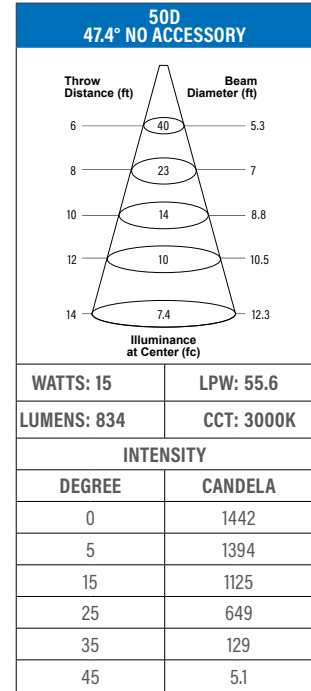 50D
47.4° NO ACCESSORY
Throw Distance (ft) Beam Diameter (ft)
6 40 5.3
8 23 7
10 14 8.8
12 10 10.5
14 7.4 12.3
Illuminance
at Center (fc)
WATTS: 15 LPW: 55.6
LUMENS: 834 CCT: 3000K
INTENSITY
DEGREE CANDELA
0 1442
5 1394
15 1125
25 649
35 129
45 5.1